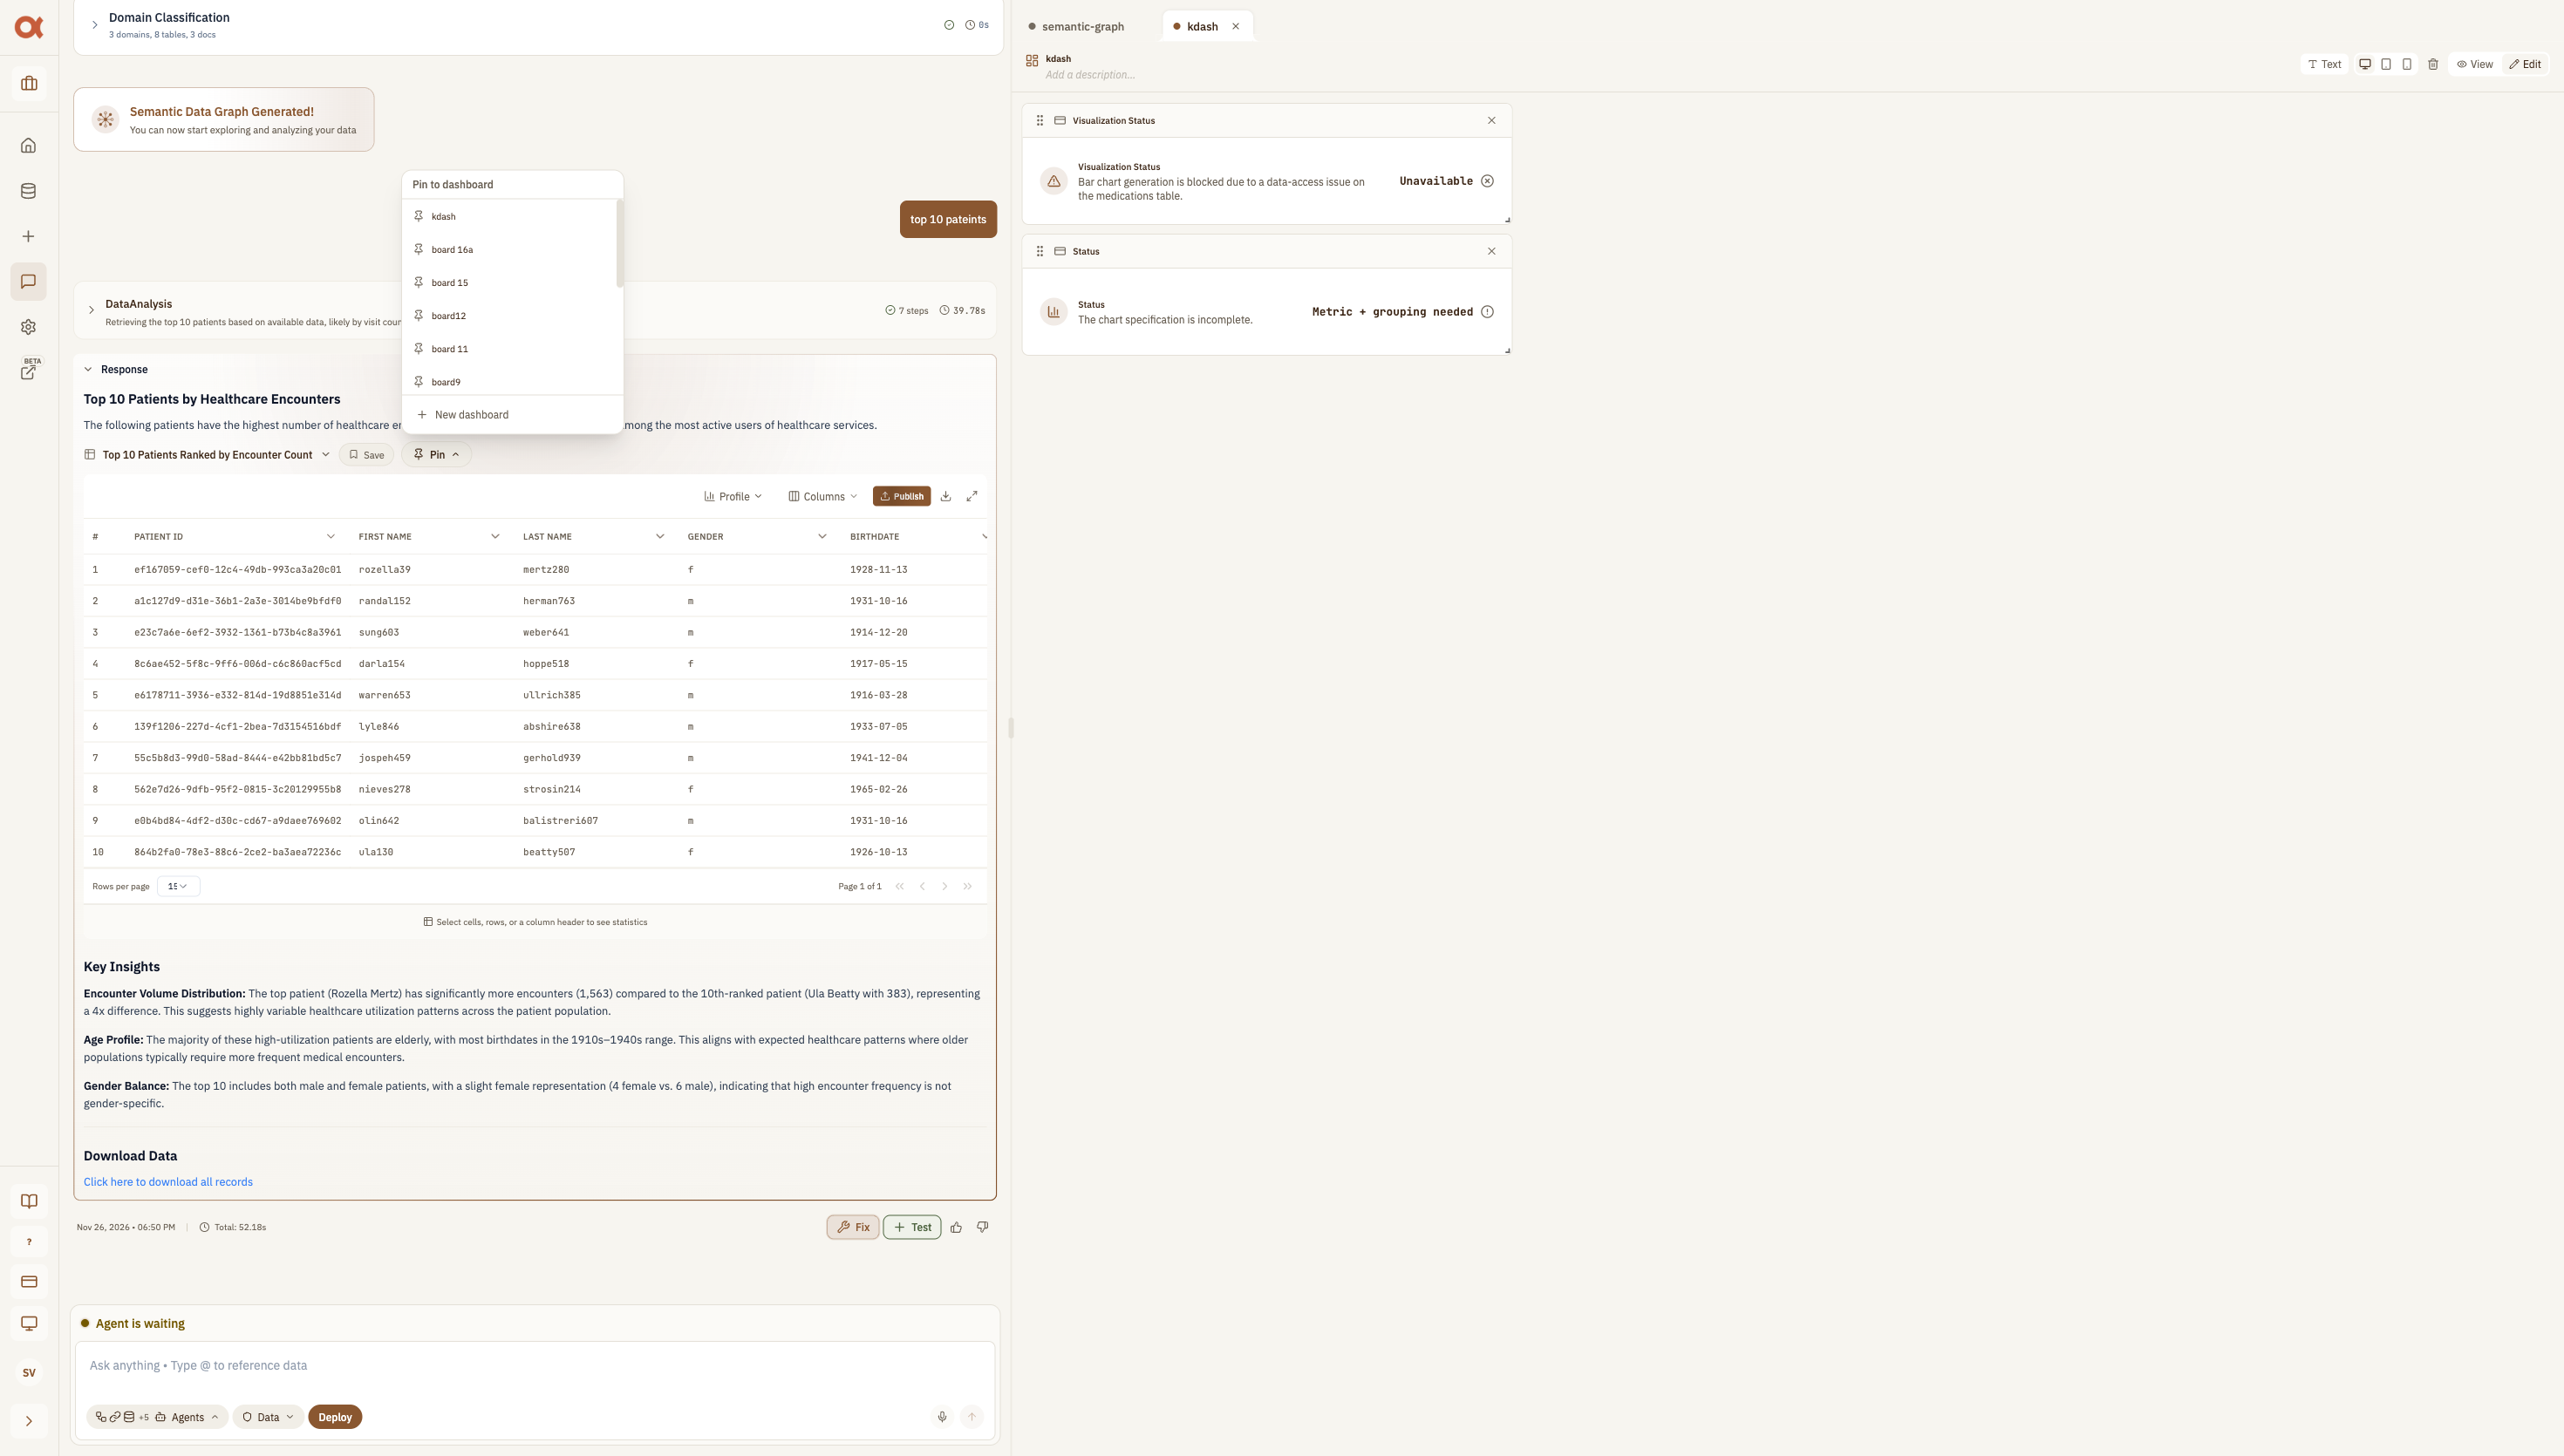 Domain Classification
3 domains, 8 tables, 3 docs
0s
Semantic Data Graph Generated!
You can now start exploring and analyzing your data
top 10 pateints
Pin to dashboard
kdash
board 16a
board 15
board12
board 11
board9
New dashboard
DataAnalysis
Retrieving the top 10 patients based on available data, likely by visit coun
7 steps 39.78s
Response
Top 10 Patients by Healthcare Encounters
The following patients have the highest number of healthcare en mong the most active users of healthcare services.
Top 10 Patients Ranked by Encounter Count Save Pin
Profile Columns Publish
# PATIENT ID FIRST NAME LAST NAME GENDER BIRTHDATE
1 ef167059-cef0-12c4-49db-993ca3a20c01 rozella39 mertz280 f 1928-11-13
2 a1c127d9-d31e-36b1-2a3e-3014be9bfdf0 randal152 herman763 m 1931-10-16
3 e23c7a6e-6ef2-3932-1361-b73b4c8a3961 sung603 weber641 m 1914-12-20
4 8c6ae452-5f8c-9ff6-006d-c6c860acf5cd darla154 hoppe518 f 1917-05-15
5 e6178711-3936-e332-814d-19d8851e314d warren653 ullrich385 m 1916-03-28
6 139f1206-227d-4cf1-2bea-7d3154516bdf lyle846 abshire638 m 1933-07-05
7 55c5b8d3-99d0-58ad-8444-e42bb81bd5c7 jospeh459 gerhold939 m 1941-12-04
8 562e7d26-9dfb-95f2-0815-3c20129955b8 nieves278 strosin214 f 1965-02-26
9 e0b4bd84-4df2-d30c-cd67-a9daee769602 olin642 balistreri607 m 1931-10-16
10 864b2fa0-78e3-88c6-2ce2-ba3aea72236c ula130 beatty507 f 1926-10-13
Rows per page 15 Page 1 of 1
Select cells, rows, or a column header to see statistics
Key Insights
Encounter Volume Distribution: The top patient (Rozella Mertz) has significantly more encounters (1,563) compared to the 10th-ranked patient (Ula Beatty with 383), representing
a 4x difference. This suggests highly variable healthcare utilization patterns across the patient population.
Age Profile: The majority of these high-utilization patients are elderly, with most birthdates in the 1910s–1940s range. This aligns with expected healthcare patterns where older
populations typically require more frequent medical encounters.
Gender Balance: The top 10 includes both male and female patients, with a slight female representation (4 female vs. 6 male), indicating that high encounter frequency is not
gender-specific.
Download Data
Click here to download all records
Nov 26, 2026 • 06:50 PM Total: 52.18s
Fix Test
Agent is waiting
Ask anything • Type @ to reference data
+5 Agents Data Deploy
BETA
?
SV
semantic-graph kdash
kdash
Add a description...
Text View Edit
Visualization Status
Visualization Status
Bar chart generation is blocked due to a data-access issue on
the medications table.
Unavailable
Status
Status
The chart specification is incomplete.
Metric + grouping needed